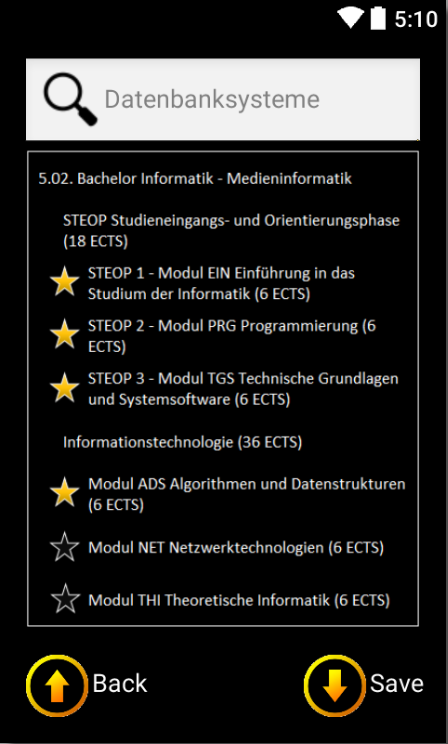 5:10
Datenbanksysteme
5.02. Bachelor Informatik - Medieninformatik
STEOP Studieneingangs- und Orientierungsphase
(18 ECTS)
STEOP 1 - Modul EIN Einführung in das
Studium der Informatik (6 ECTS)
STEOP 2 - Modul PRG Programmierung (6
ECTS)
STEOP 3 - Modul TGS Technische Grundlagen
und Systemsoftware (6 ECTS)
Informationstechnologie (36 ECTS)
Modul ADS Algorithmen und Datenstrukturen
(6 ECTS)
Modul NET Netzwerktechnologien (6 ECTS)
Modul THI Theoretische Informatik (6 ECTS)
Back
Save